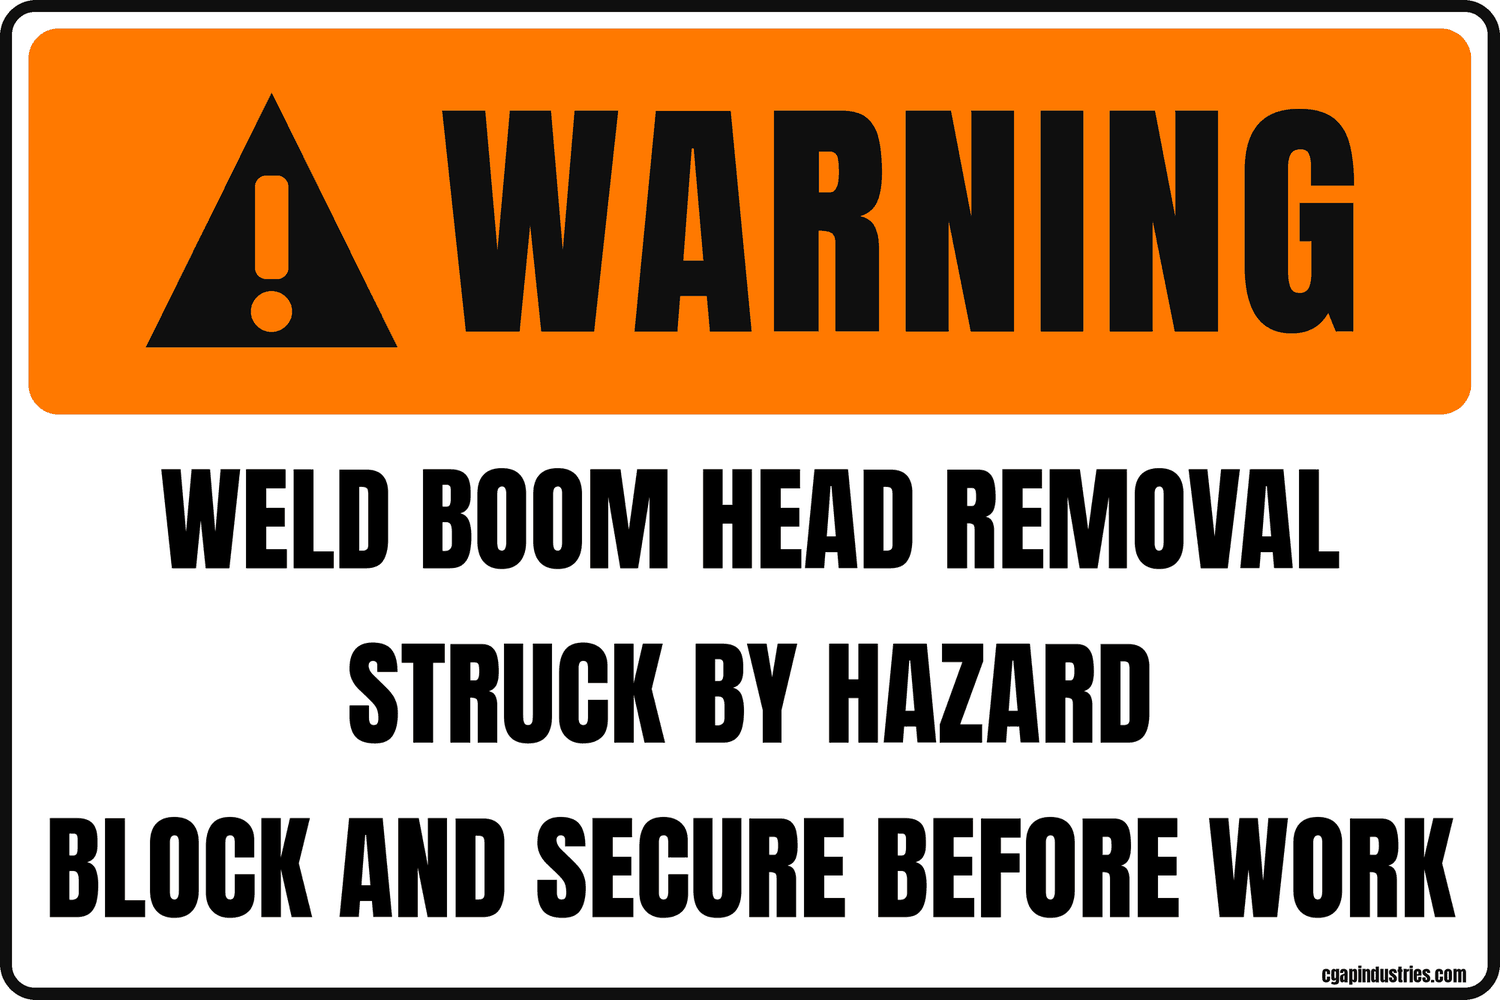 WARNING
WELD BOOM HEAD REMOVAL
STRUCK BY HAZARD
BLOCK AND SECURE BEFORE WORK
cgapindustries.com